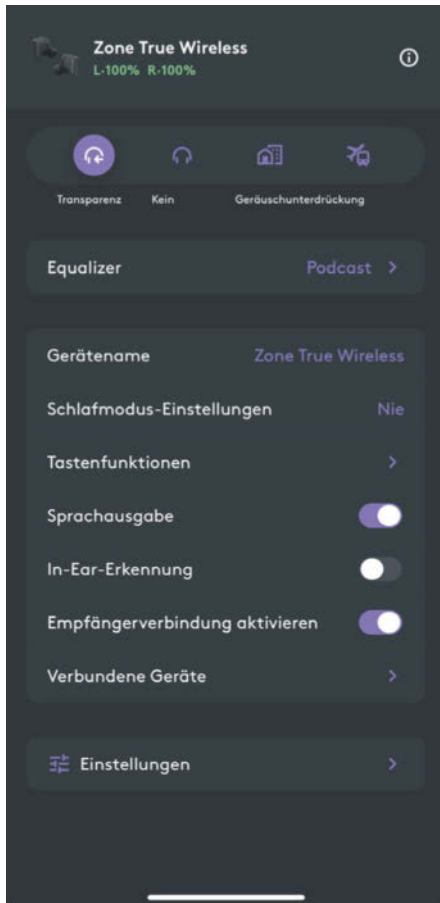 Zone True Wireless
L·100% R·100%
Transparenz Kein Geräuschunterdrückung
Equalizer Podcast >
Gerätename Zone True Wireless
Schlafmodus-Einstellungen Nie
Tastenfunktionen >
Sprachausgabe
In-Ear-Erkennung
Empfängerverbindung aktivieren
Verbundene Geräte >
Einstellungen >